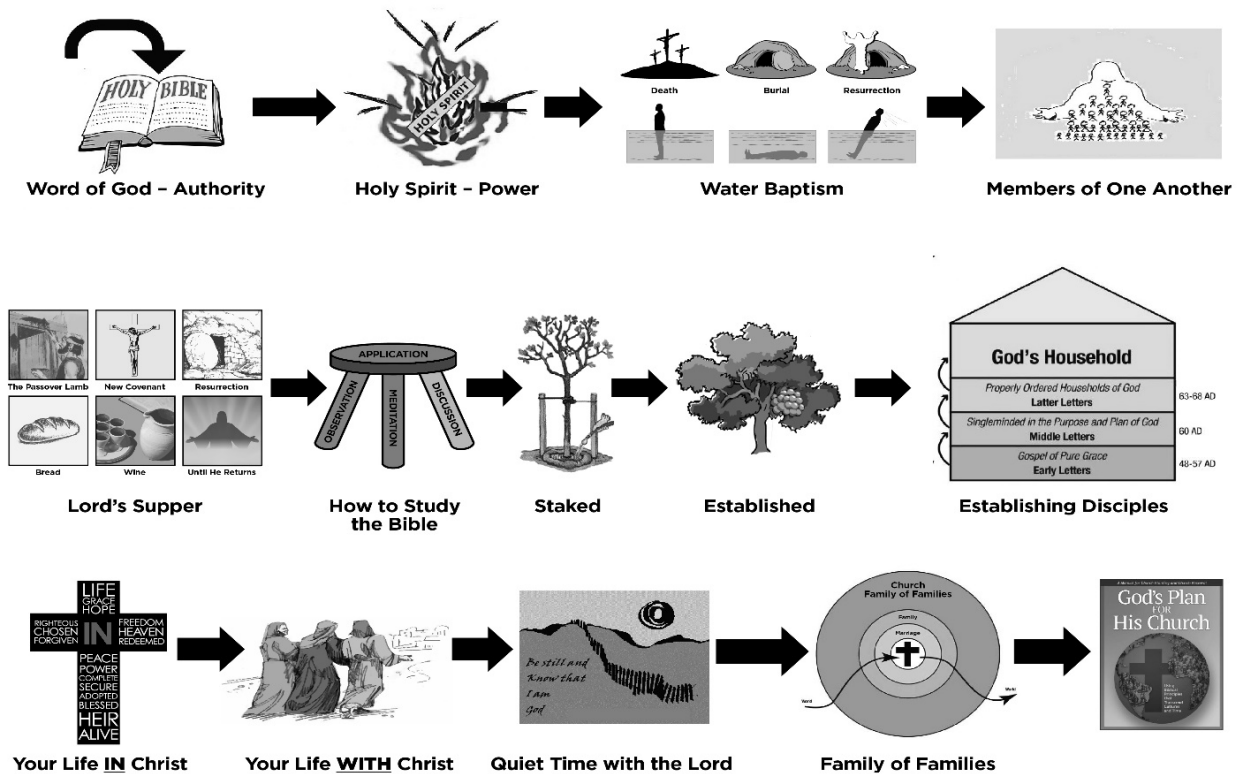 HOLY BIBLE
Word of God – Authority
HOLY SPIRIT
Holy Spirit – Power
Death
Burial
Resurrection
Water Baptism
Members of One Another
The Passover Lamb
New Covenant
Resurrection
Bread
Wine
Until He Returns
Lord's Supper
APPLICATION
OBSERVATION
MEDITATION
DISCUSSION
How to Study
the Bible
Staked
Established
God's Household
Properly Ordered Households of God
Latter Letters
63-68 AD
Singleminded in the Purpose and Plan of God
Middle Letters
60 AD
Gospel of Pure Grace
Early Letters
48-57 AD
Establishing Disciples
LIFE
GRACE
HOPE
RIGHTEOUS
CHOSEN
FORGIVEN
IN
FREEDOM
HEAVEN
REDEEMED
PEACE
POWER
COMPLETE
SECURE
ADOPTED
BLESSED
HEIR
ALIVE
Your Life IN Christ
Your Life WITH Christ
Be still and
Know that
I am
God
Quiet Time with the Lord
Church
Family of Families
Family
Marriage
World
World
Family of Families
God's Plan
FOR
His Church